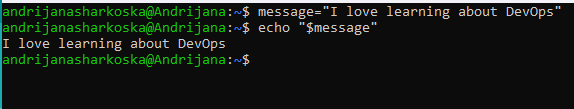 andrijanasharkoska@Andrijana:~$ message="I love learning about DevOps"
andrijanasharkoska@Andrijana:~$ echo "$message"
I love learning about DevOps
andrijanasharkoska@Andrijana:~$